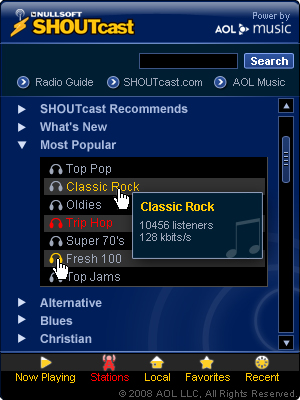 NULLSOFT
SHOUTcast
Power by
AOL music
Search
Radio Guide
SHOUTcast.com
AOL Music
SHOUTcast Recommends
What's New
Most Popular
Top Pop
Classic Rock
Oldies
Trip Hop
Super 70's
Fresh 100
Top Jams
Classic Rock
10456 listeners
128 kbits/s
Alternative
Blues
Christian
Now Playing
Stations
Local
Favorites
Recent
© 2008 AOL LLC, All Rights Reserved